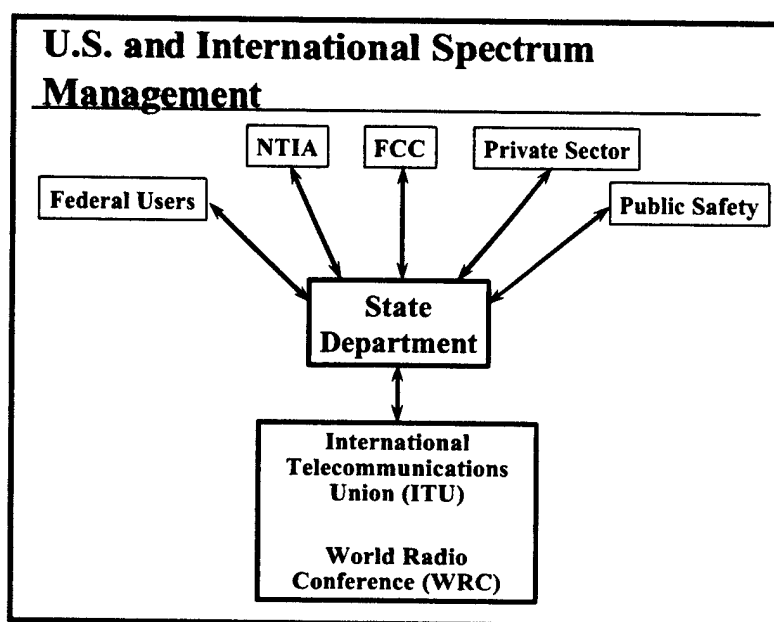 U.S. and International Spectrum
Management
NTIA
FCC
Private Sector
Federal Users
Public Safety
State
Department
International
Telecommunications
Union (ITU)
World Radio
Conference (WRC)